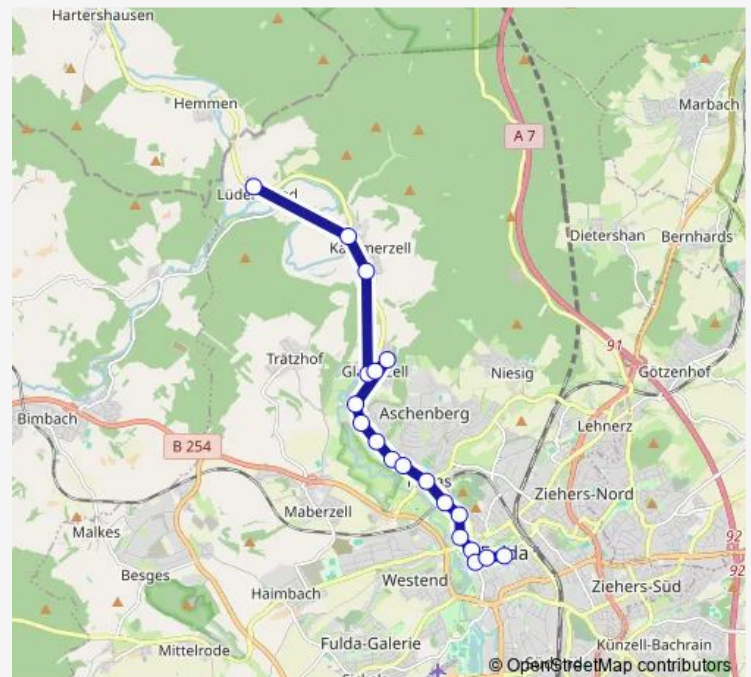 Hartershausen
Hemmen
Marbach
A 7
Dietershan
Bernhards
Trätzhof
Niesig
91
Götzenhof
Aschenberg
Bimbach
B 254
Lehnerz
Ziehers-Nord
Maberzell
Malkes
92
Besges
Westend
92
Haimbach
Ziehers-Süd
Fulda-Galerie
Künzell-Bachrain
Mittelrode
© OpenStreetMap contributors